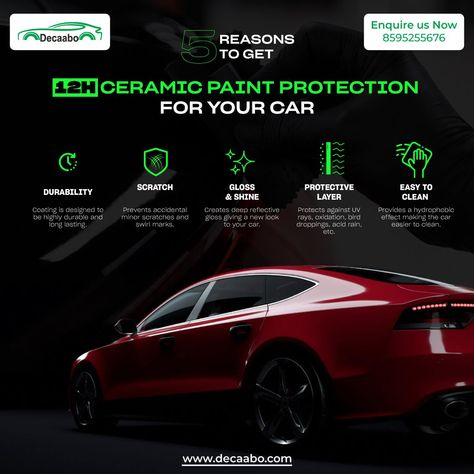 Decaabo
Enquire us Now
8595255676
5 REASONS
TO GET
12H CERAMIC PAINT PROTECTION
FOR YOUR CAR
DURABILITY
Coating is designed to
be highly durable and
long lasting.
SCRATCH
Prevents accidental
minor scratches and
swirl marks.
GLOSS
& SHINE
Creates deep reflective
gloss giving a new look
to your car.
PROTECTIVE
LAYER
Protects against UV
rays, oxidation, bird
droppings, acid rain,
etc.
EASY TO
CLEAN
Provides a hydrophobic
effect making the car
easier to clean.
www.decaabo.com